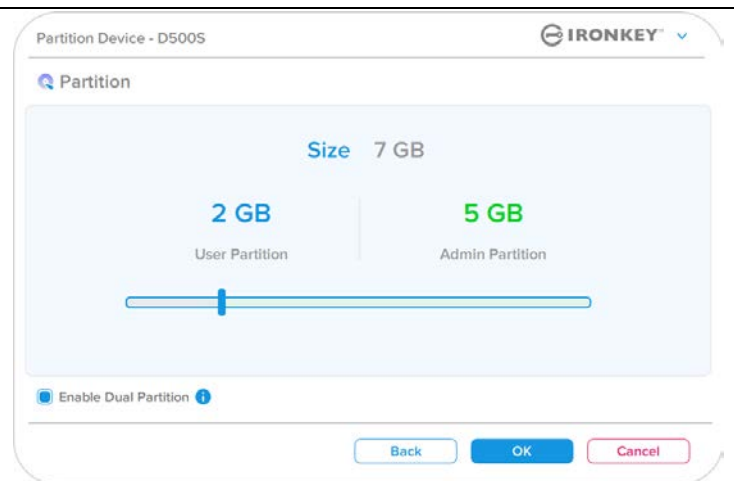 Partition Device - D500S
IRONKEY™
Partition
Size 7 GB
2 GB
User Partition
5 GB
Admin Partition
Enable Dual Partition
Back
OK
Cancel